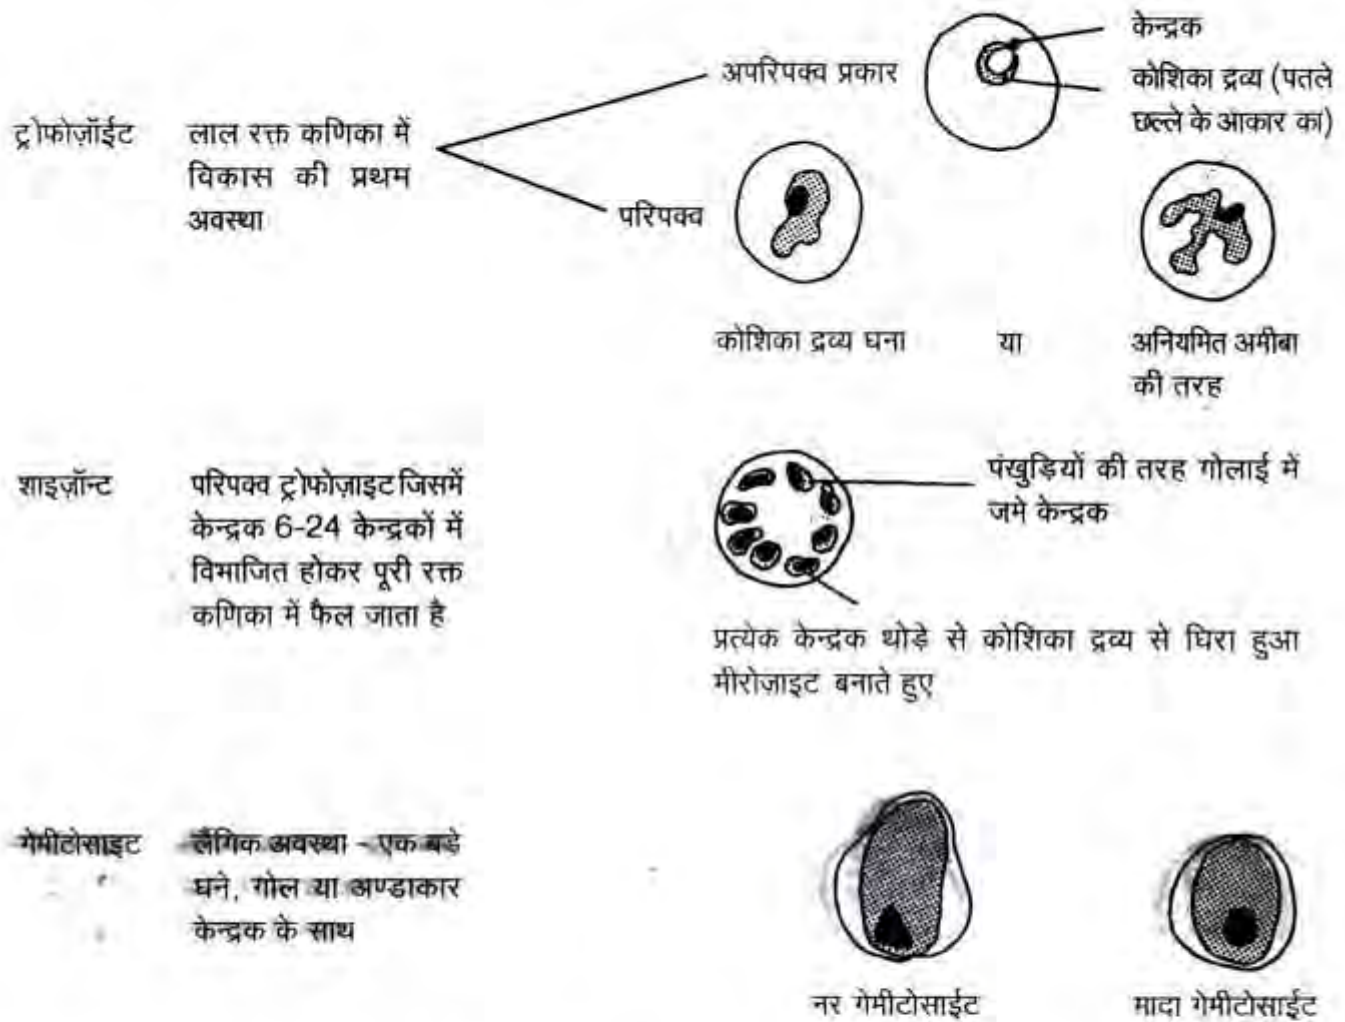 केन्द्रक
अपरिपक्व प्रकार
कोशिका द्रव्य (पतले
छल्ले के आकार का)
ट्रोफोज़ॉईट
लाल रक्त कणिका में
विकास की प्रथम
अवस्था
परिपक्व
कोशिका द्रव्य घना
या
अनियमित अमीबा
की तरह
शाइज़ॉन्ट
परिपक्व ट्रोफोज़ाइट जिसमें
केन्द्रक 6-24 केन्द्रकों में
विभाजित होकर पूरी रक्त
कणिका में फैल जाता है
पंखुड़ियों की तरह गोलाई में
जमे केन्द्रक
प्रत्येक केन्द्रक थोड़े से कोशिका द्रव्य से घिरा हुआ
मीरोज़ाइट बनाते हुए
गेमीटोसाइट
लैंगिक अवस्था - एक बडे
घने, गोल या अण्डाकार
केन्द्रक के साथ
नर गेमीटोसाईट
मादा गेमीटोसाईट